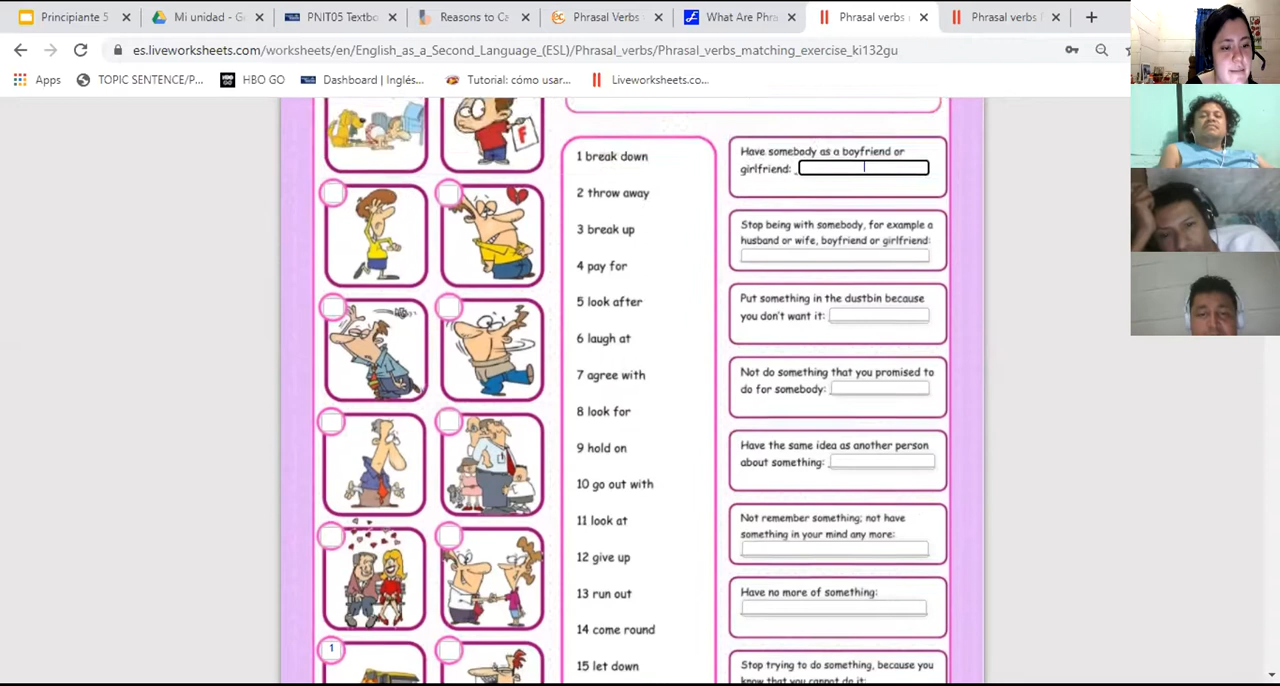 Principiante 5
Mi unidad - G
PNIT05 Textbo
Reasons to Ca
Phrasal Verbs
What Are Phra
Phrasal verbs
Phrasal verbs
es.liveworksheets.com/worksheets/en/English_as_a_Second_Language_(ESL)/Phrasal_verbs/Phrasal_verbs_matching_exercise_ki132gu
Apps
TOPIC SENTENCE/P...
HBO GO
Dashboard | Inglés...
Tutorial: cómo usar...
Liveworksheets.co...
F
1
1 break down
2 throw away
3 break up
4 pay for
5 look after
6 laugh at
7 agree with
8 look for
9 hold on
10 go out with
11 look at
12 give up
13 run out
14 come round
15 let down
Have somebody as a boyfriend or
girlfriend:
Stop being with somebody, for example a
husband or wife, boyfriend or girlfriend:
Put something in the dustbin because
you don't want it:
Not do something that you promised to
do for somebody:
Have the same idea as another person
about something:
Not remember something; not have
something in your mind any more:
Have no more of something:
Stop trying to do something, because you
know that you cannot do it: